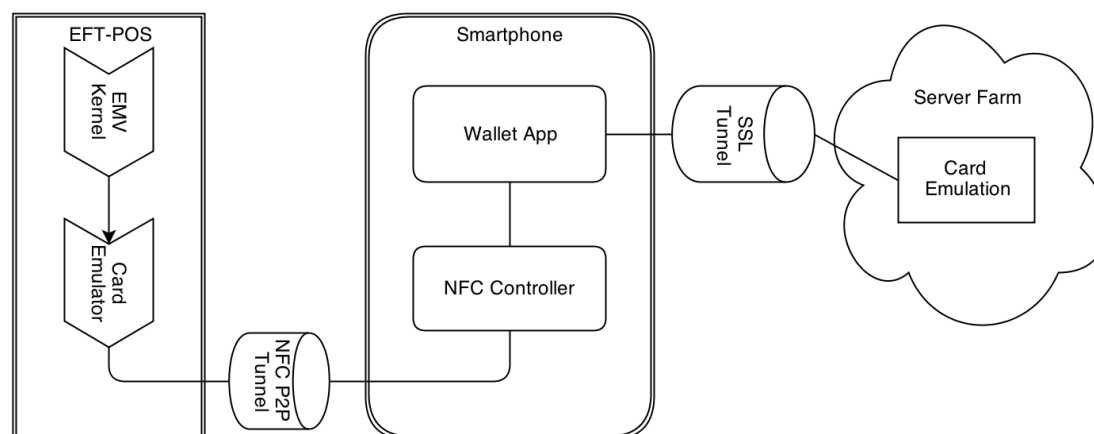 EFT-POS
EMV
Kernel
Card
Emulator
NFC P2P
Tunnel
Smartphone
Wallet App
NFC Controller
SSL
Tunnel
Server Farm
Card
Emulation